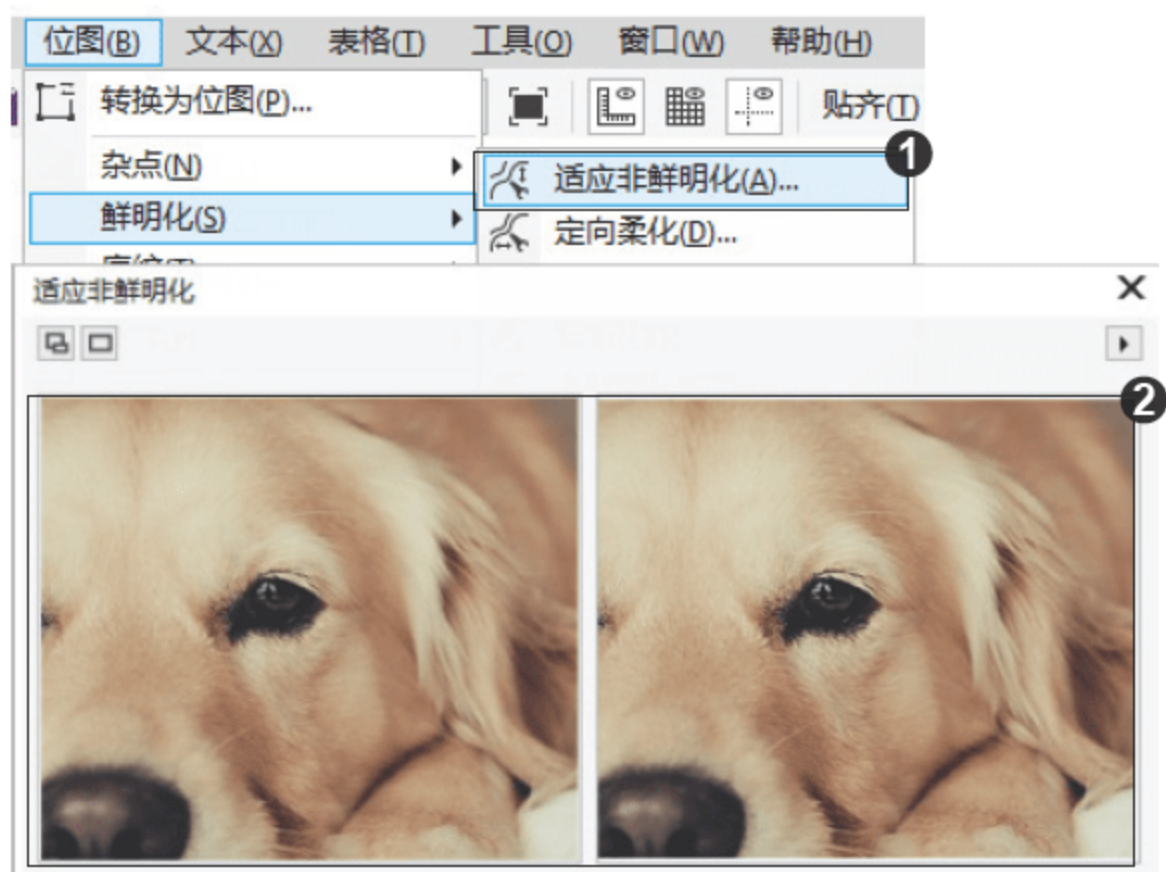 位图(B) 文本(X) 表格(T) 工具(O) 窗口(W) 帮助(H)
转换为位图(P)...
贴齐(T)
1
杂点(N)
适应非鲜明化(A)...
鲜明化(S)
定向柔化(D)...
适应非鲜明化
2